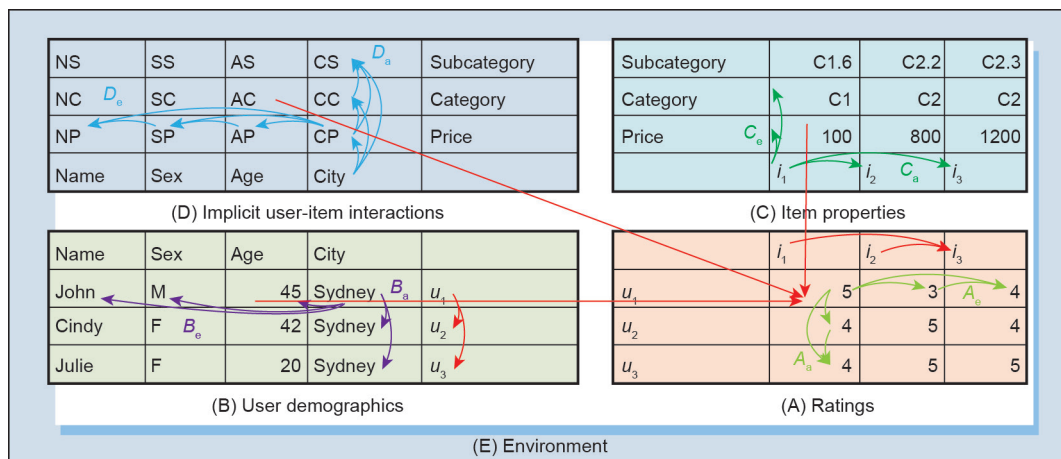 NS SS AS CS Da Subcategory
NC De SC AC CC Category
NP SP AP CP Price
Name Sex Age City
(D) Implicit user-item interactions
Subcategory C1.6 C2.2 C2.3
Category C1 C2 C2
Price Ce 100 800 1200
i1 i2 Ca i3
(C) Item properties
Name Sex Age City
John M 45 Sydney Ba u1
Cindy Be F 42 Sydney u2
Julie F 20 Sydney u3
(B) User demographics
i1 i2 i3
u1 5 3 Ae 4
u2 4 5 4
u3 Aa 4 5 5
(A) Ratings
(E) Environment